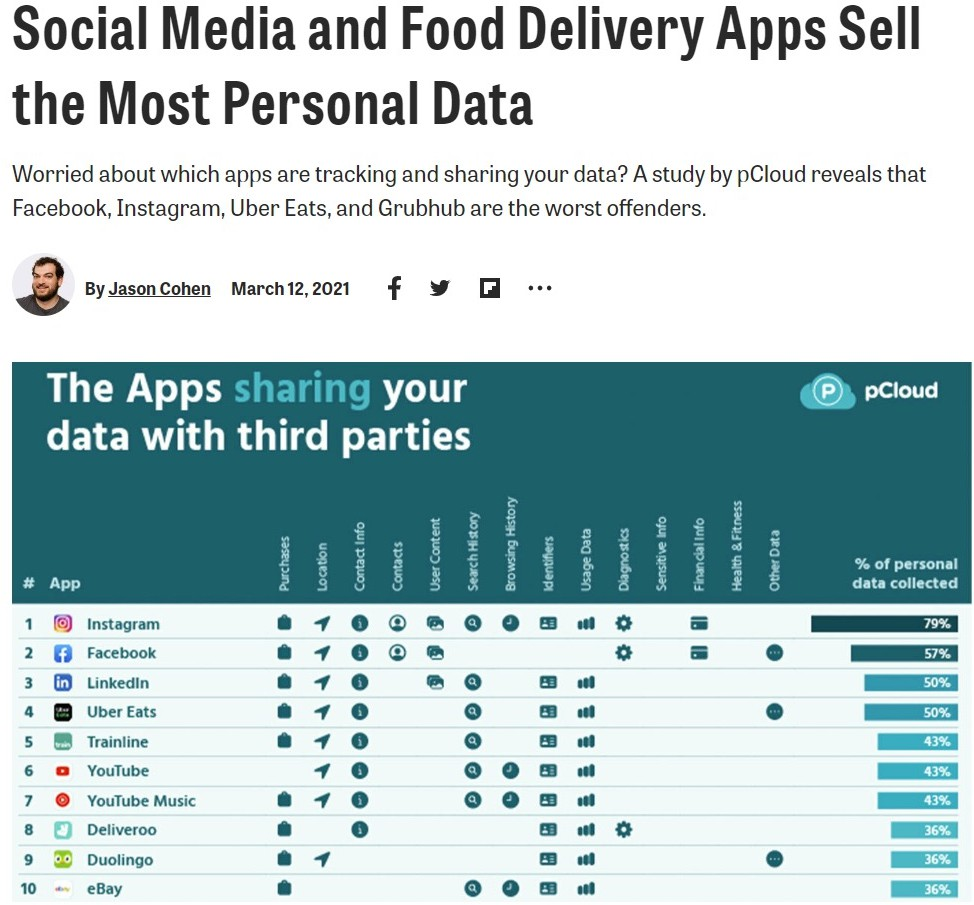 Social Media and Food Delivery Apps Sell
the Most Personal Data
Worried about which apps are tracking and sharing your data? A study by pCloud reveals that
Facebook, Instagram, Uber Eats, and Grubhub are the worst offenders.
By Jason Cohen March 12, 2021
The Apps sharing your
data with third parties
P pCloud
# App Purchases Location Contact Info Contacts User Content Search History Browsing History Identifiers Usage Data Diagnostics Sensitive Info Financial Info Health & Fitness Other Data % of personal
data collected
1 Instagram 79%
2 Facebook 57%
3 in LinkedIn 50%
4 Uber Eats Uber Eats 50%
5 train Trainline 43%
6 YouTube 43%
7 YouTube Music 43%
8 Deliveroo 36%
9 Duolingo 36%
10 ebay eBay 36%